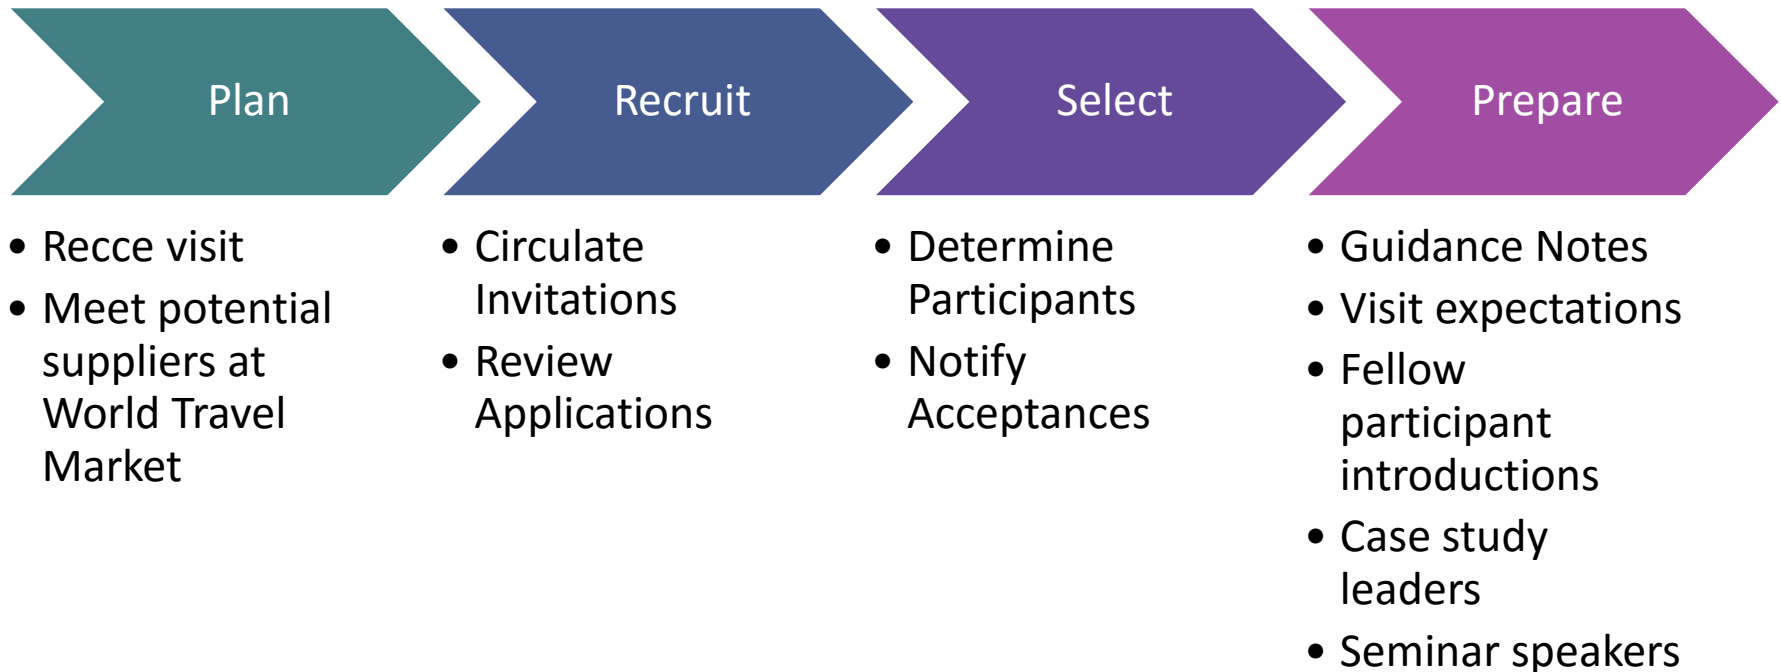 Plan
Recruit
Select
Prepare
• Recce visit
• Meet potential
suppliers at
World Travel
Market
• Circulate
Invitations
• Review
Applications
• Determine
Participants
• Notify
Acceptances
• Guidance Notes
• Visit expectations
• Fellow
participant
introductions
• Case study
leaders
• Seminar speakers